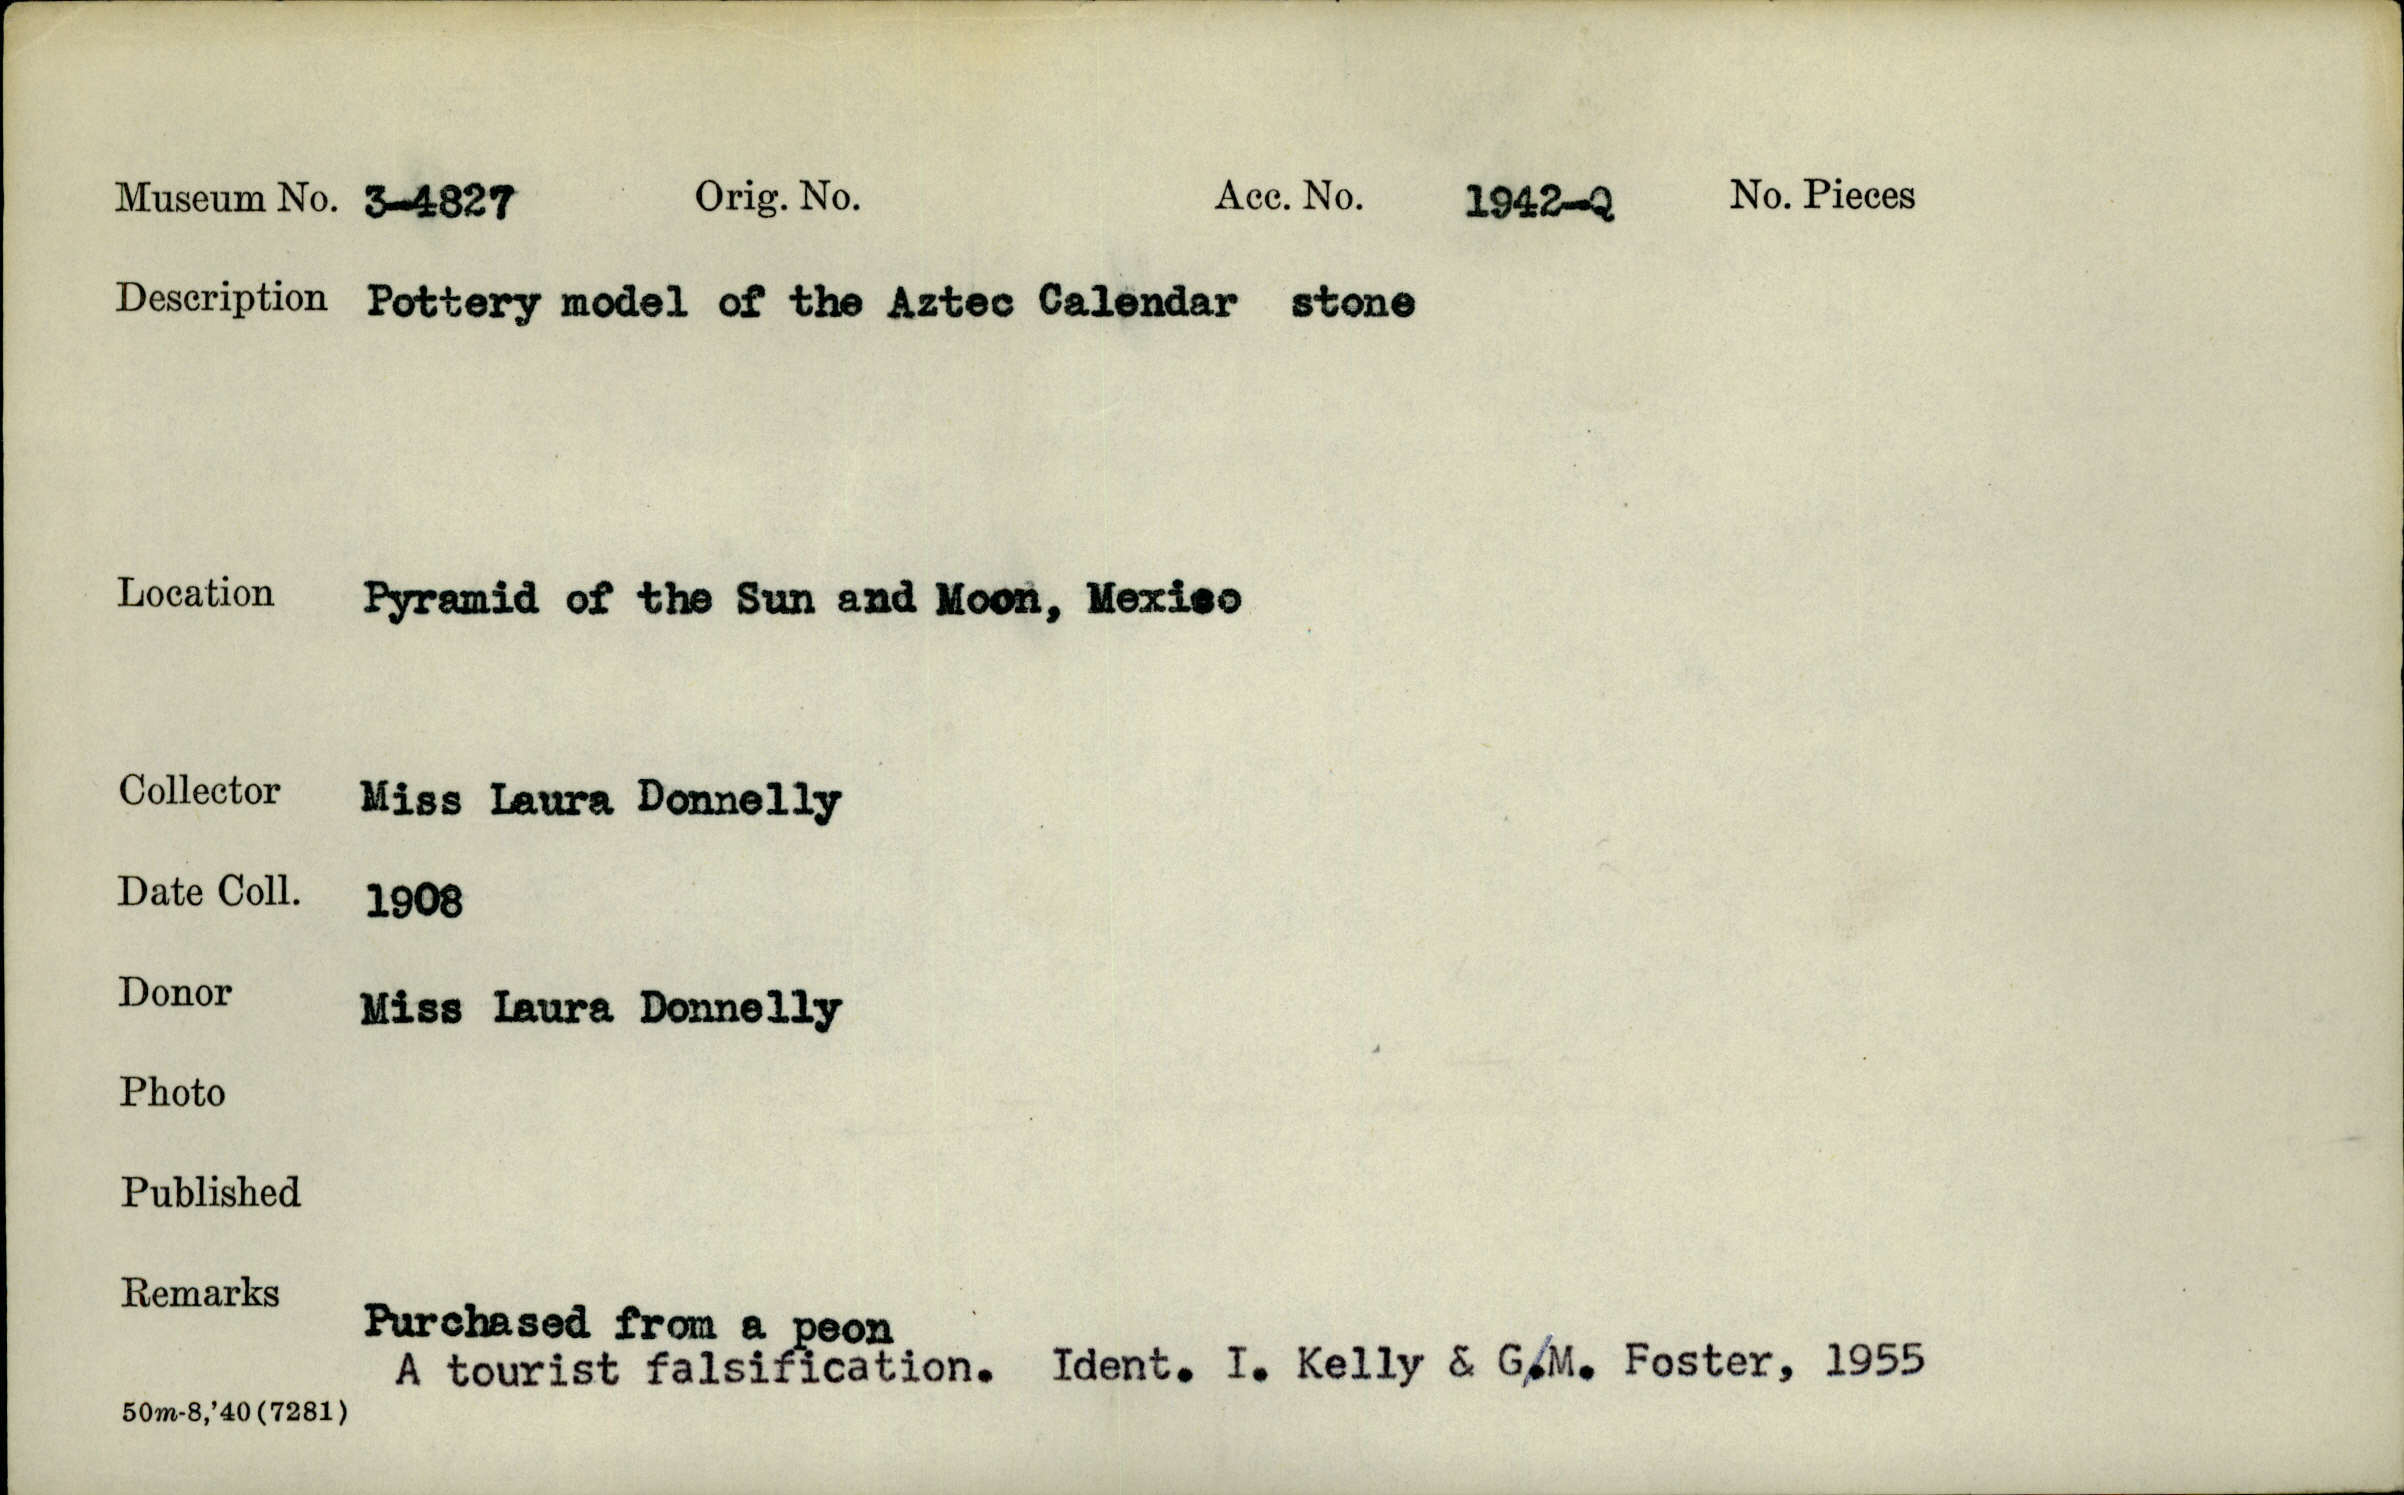 Museum No. 3-4827 Orig. No. Acc. No. 1942-Q No. Pieces
Description Pottery model of the Aztec Calendar stone
Location Pyramid of the Sun and Moon, Mexico
Collector Miss Laura Donnelly
Date Coll. 1908
Donor Miss Laura Donnelly
Photo
Published
Remarks
Purchased from a peon
A tourist falsification. Ident. I. Kelly & G.M. Foster, 1955
50m-8,'40(7281)